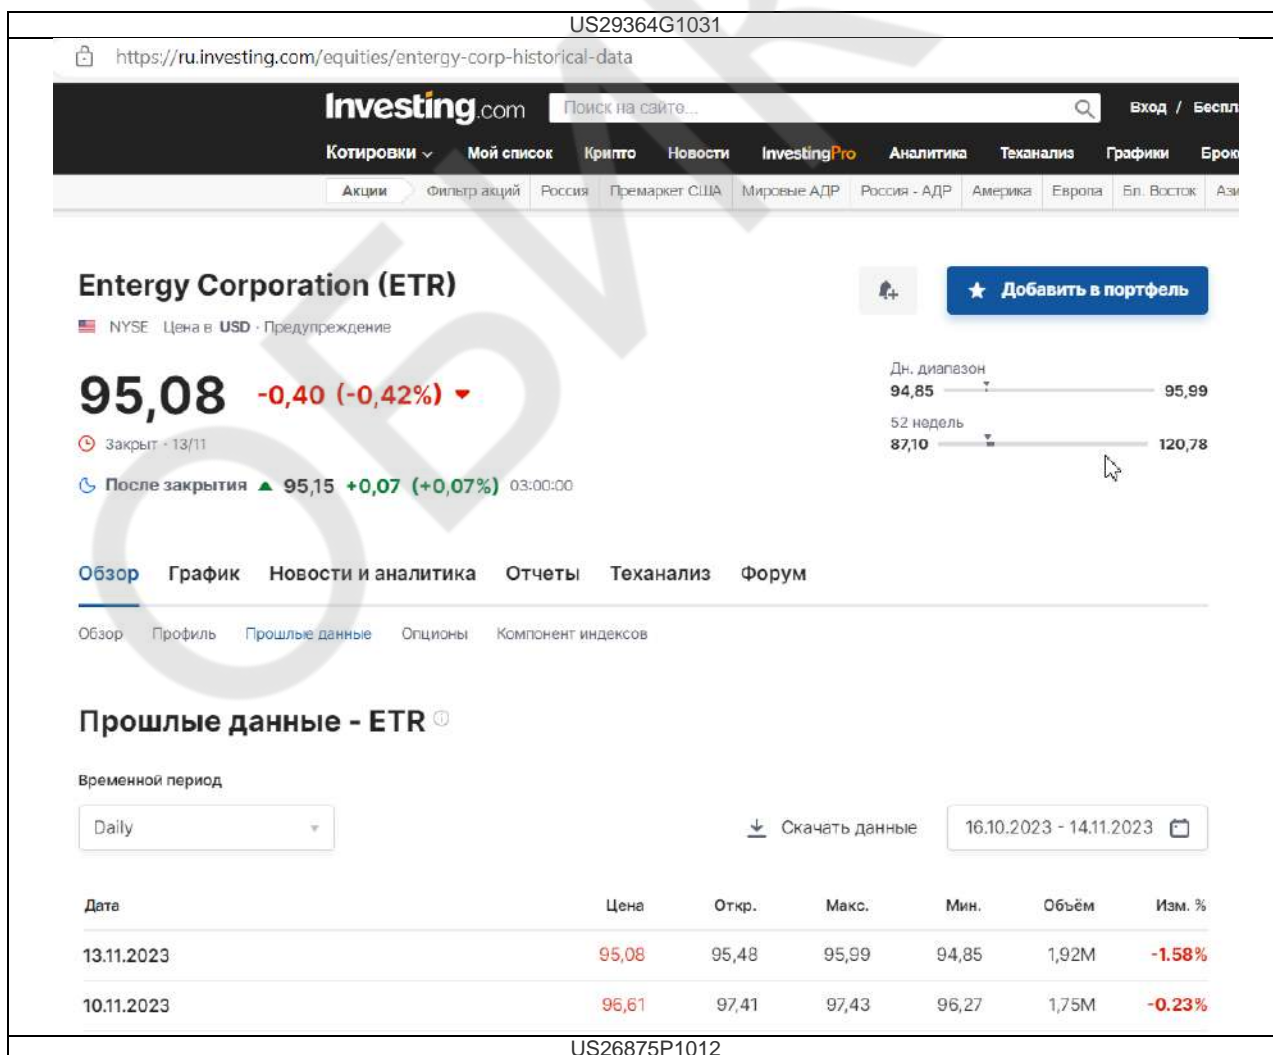 US29364G1031
https://ru.investing.com/equities/entergy-corp-historical-data
Investing.com Поиск на сайте... Вход / Беспл
Котировки Мой список Крипто Новости InvestingPro Аналитика Теханализ Графики Брок
Акции Фильтр акций Россия Премаркет США Мировые АДР Россия - АДР Америка Европа Бл. Восток Ази
Entergy Corporation (ETR) Добавить в портфель
NYSE Цена в USD · Предупреждение
95,08 -0,40 (-0,42%)
Дн. диапазон
94,85 95,99
52 недель
87,10 120,78
Закрыт · 13/11
После закрытия 95,15 +0,07 (+0,07%) 03:00:00
Обзор График Новости и аналитика Отчеты Теханализ Форум
Обзор Профиль Прошлые данные Опционы Компонент индексов
Прошлые данные - ETR
Временной период
Daily Скачать данные 16.10.2023 - 14.11.2023
Дата Цена Откр. Макс. Мин. Объём Изм. %
13.11.2023 95,08 95,48 95,99 94,85 1,92M -1.58%
10.11.2023 96,61 97,41 97,43 96,27 1,75M -0.23%
US26875P1012
ОБИ